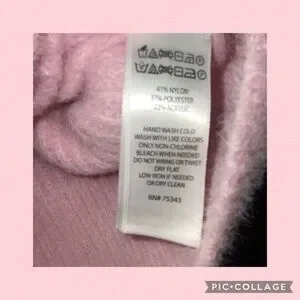 41% NYLON
37% POLYESTER
22% ACRYLIC
HAND WASH COLD
WASH WITH LIKE COLORS
ONLY NON-CHLORINE
BLEACH WHEN NEEDED
DO NOT WRING OR TWIST
DRY FLAT
LOW IRON IF NEEDED
OR DRY CLEAN
RN# 75343
PIC•COLLAGE